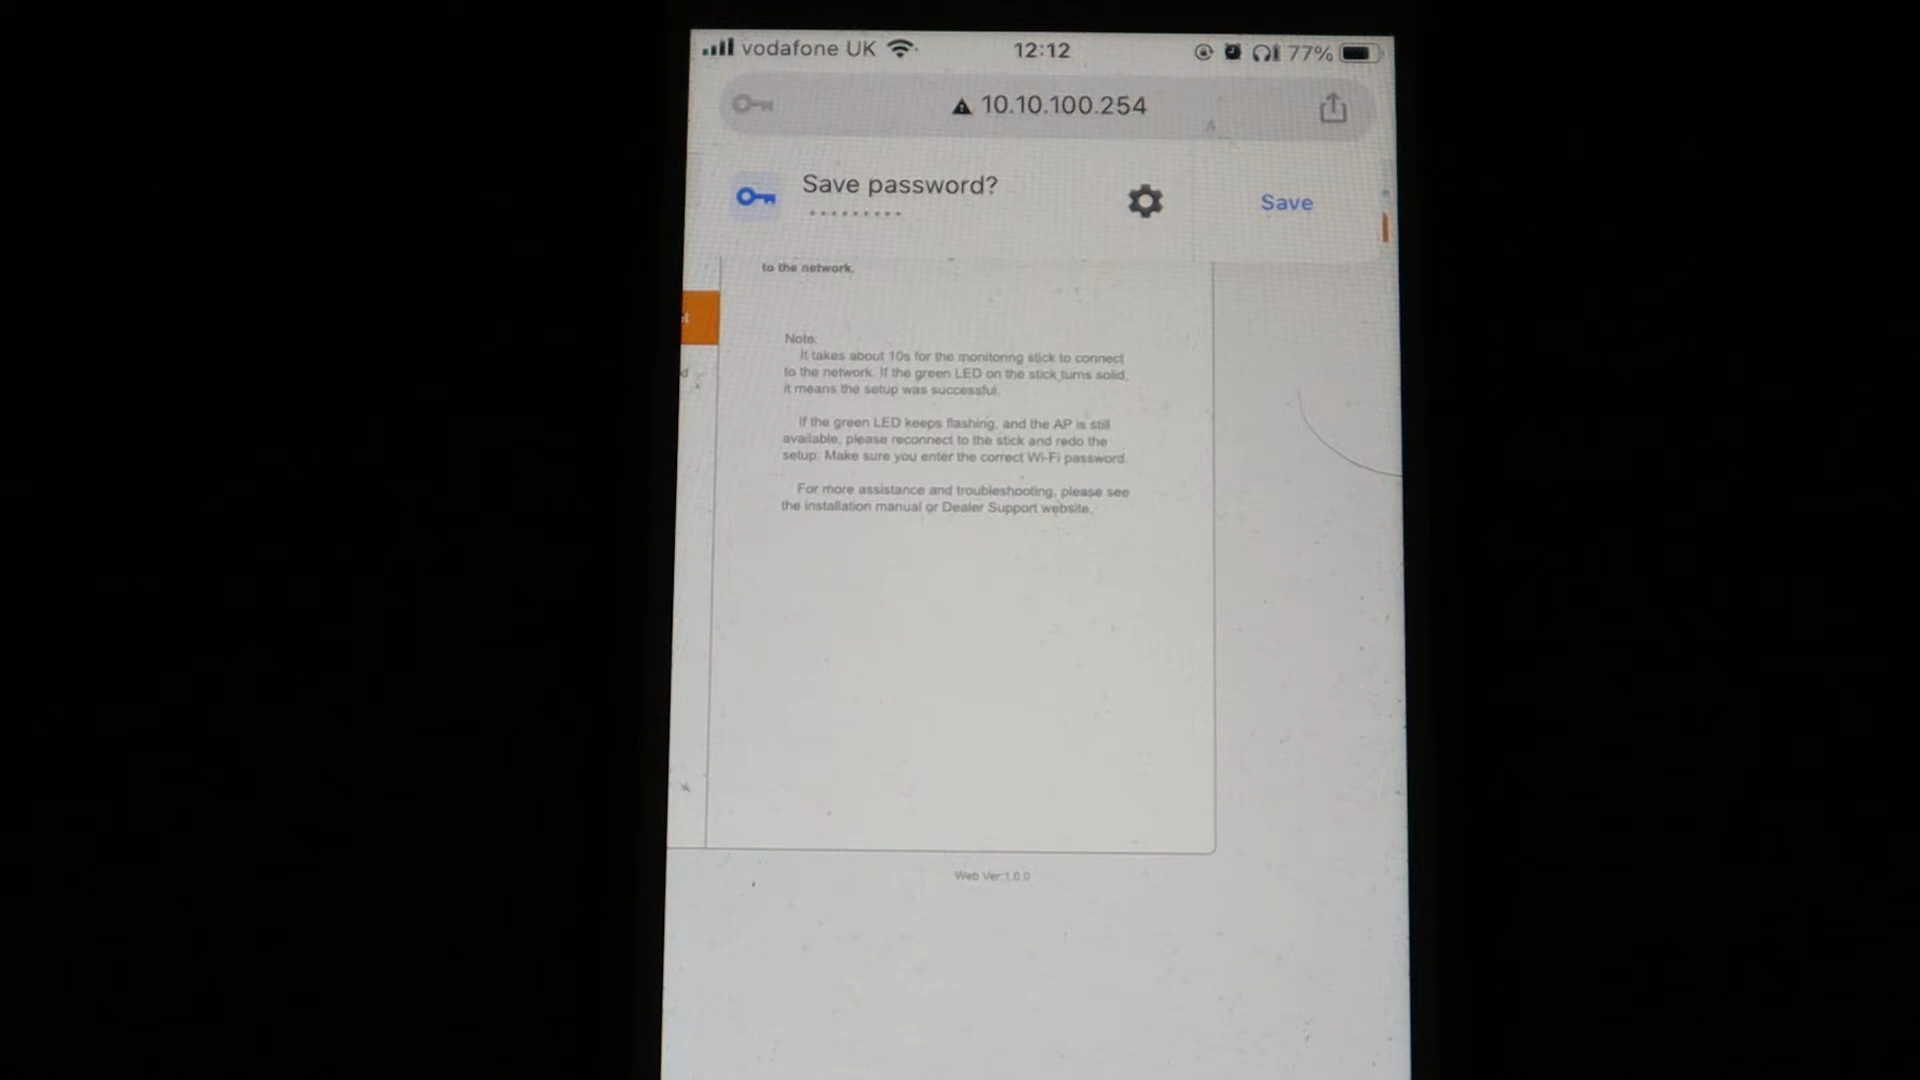 vodafone UK
12:12
77%
10.10.100.254
Save password?
Save
to the network.
Note:
It takes about 10s for the monitoring stick to connect
to the network. If the green LED on the stick turns solid,
it means the setup was successful.
If the green LED keeps flashing, and the AP is still
available, please reconnect to the stick and redo the
setup. Make sure you enter the correct Wi-Fi password.
For more assistance and troubleshooting, please see
the installation manual or Dealer Support website.
Web Ver:1.0.0